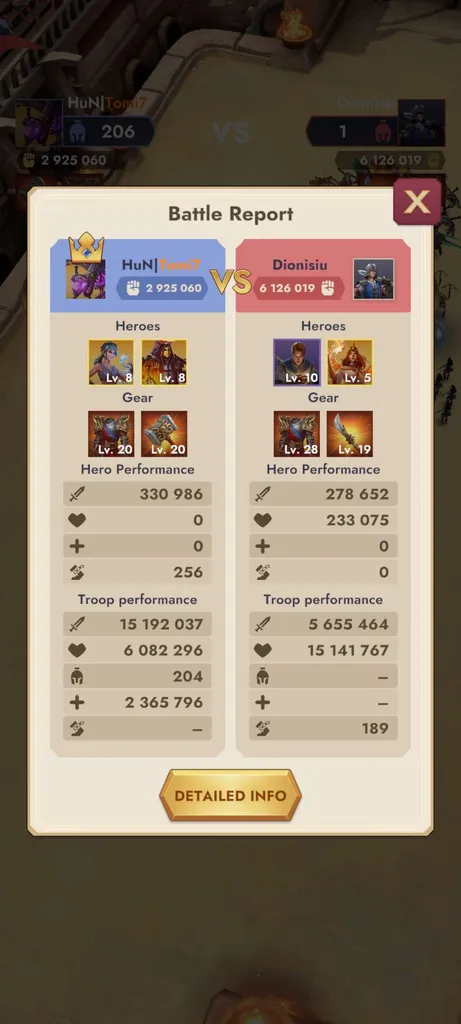 HuN|Tomi7
Dionisiu
206
VS
1
2 925 060
6 126 019
Battle Report
X
HuN|Tomi7
2 925 060
VS
Dionisiu
6 126 019
Heroes
Heroes
Lv. 8
Lv. 8
Lv. 10
Lv. 5
Gear
Gear
Lv. 20
Lv. 20
Lv. 28
Lv. 19
Hero Performance
Hero Performance
330 986
278 652
0
233 075
0
0
256
0
Troop performance
Troop performance
15 192 037
5 655 464
6 082 296
15 141 767
204
–
2 365 796
–
–
189
DETAILED INFO